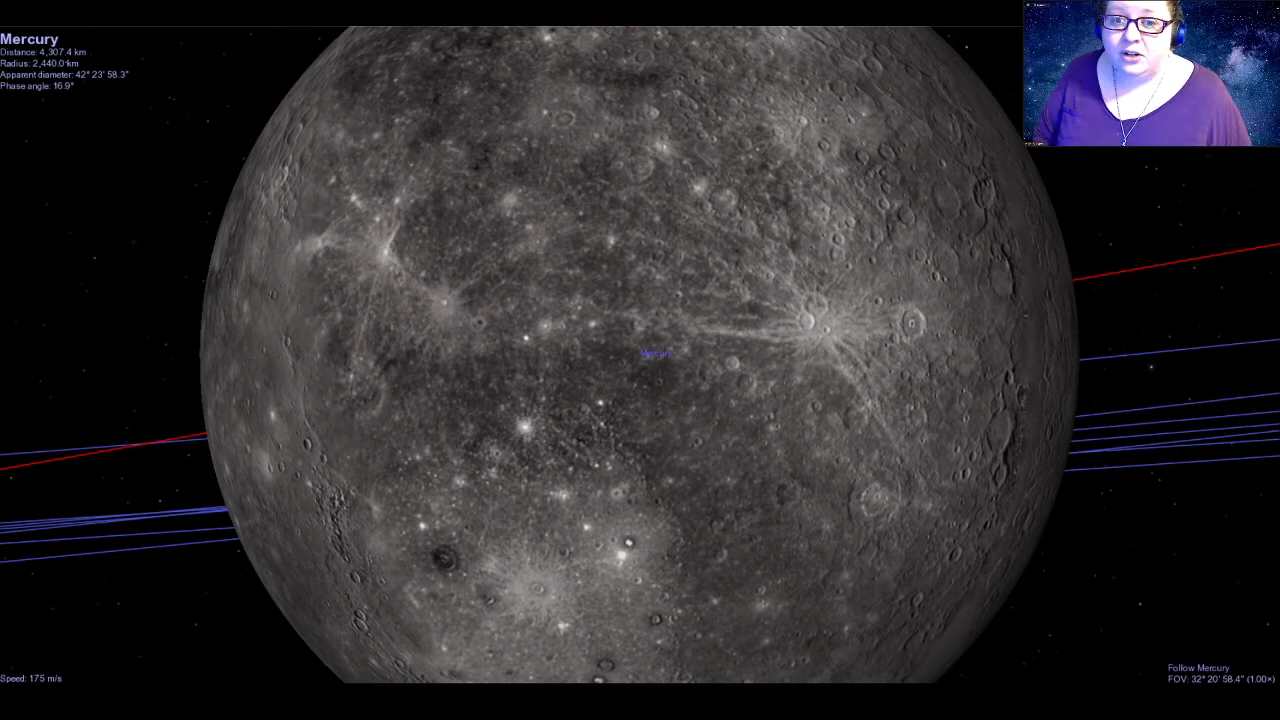 Mercury
Distance: 4,307.4 km
Radius: 2,440.0 km
Apparent diameter: 42° 23' 58.3"
Phase angle: 16.9°
Mercury
Speed: 175 m/s
Follow Mercury
FOV: 32° 20' 58.4" (1.00×)